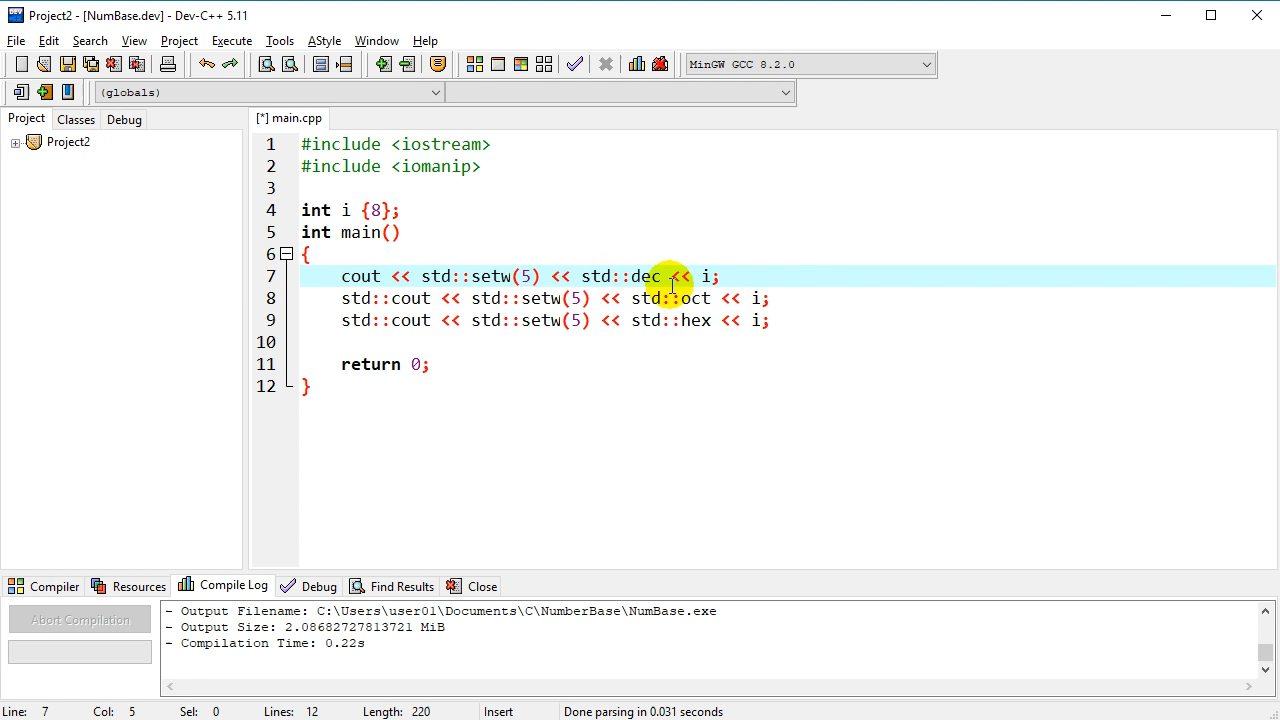 Project2 - [NumBase.dev] - Dev-C++ 5.11
File Edit Search View Project Execute Tools AStyle Window Help
MinGW GCC 8.2.0
(globals)
Project Classes Debug
[*] main.cpp
Project2
1 #include <iostream>
2 #include <iomanip>
3
4 int i {8};
5 int main()
6 {
7 cout << std::setw(5) << std::dec << i;
8 std::cout << std::setw(5) << std::oct << i;
9 std::cout << std::setw(5) << std::hex << i;
10
11 return 0;
12 }
Compiler Resources Compile Log Debug Find Results Close
Abort Compilation
- Output Filename: C:\Users\user01\Documents\C\NumberBase\NumBase.exe
- Output Size: 2.08682727813721 MiB
- Compilation Time: 0.22s
Line: 7 Col: 5 Sel: 0 Lines: 12 Length: 220 Insert Done parsing in 0.031 seconds